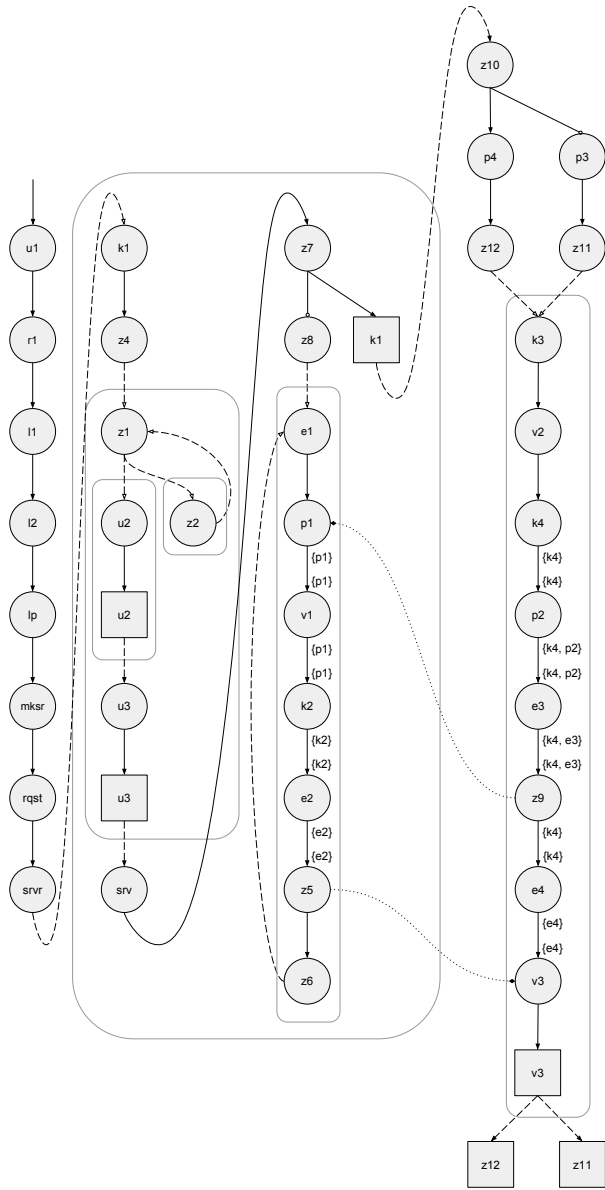 z10
p4
p3
u1
k1
z7
z12
z11
r1
z4
z8
k1
k3
l1
z1
e1
v2
l2
u2
z2
p1
k4
{p1}
{k4}
{p1}
{k4}
lp
u2
v1
p2
{p1}
{k4, p2}
{p1}
{k4, p2}
mksr
u3
k2
e3
{k2}
{k4, e3}
{k2}
{k4, e3}
rqst
u3
e2
z9
{e2}
{k4}
{e2}
{k4}
srvr
srv
z5
e4
{e4}
{e4}
z6
v3
v3
z12
z11